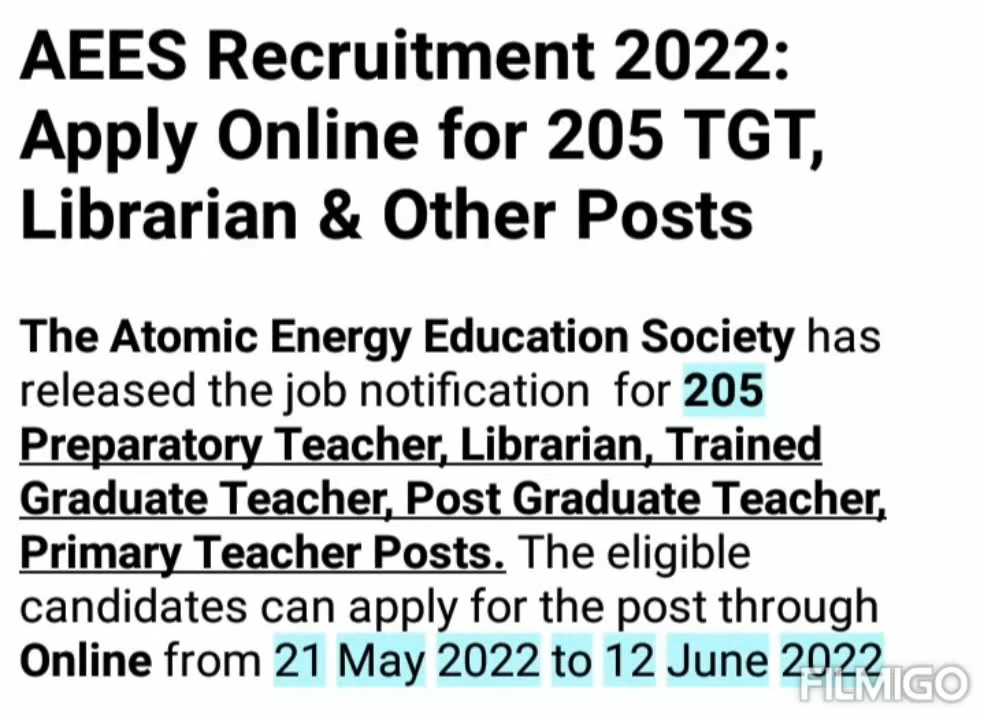 AEES Recruitment 2022:
Apply Online for 205 TGT,
Librarian & Other Posts
The Atomic Energy Education Society has
released the job notification for 205
Preparatory Teacher, Librarian, Trained
Graduate Teacher, Post Graduate Teacher,
Primary Teacher Posts. The eligible
candidates can apply for the post through
Online from 21 May 2022 to 12 June 2022
FILMIGO